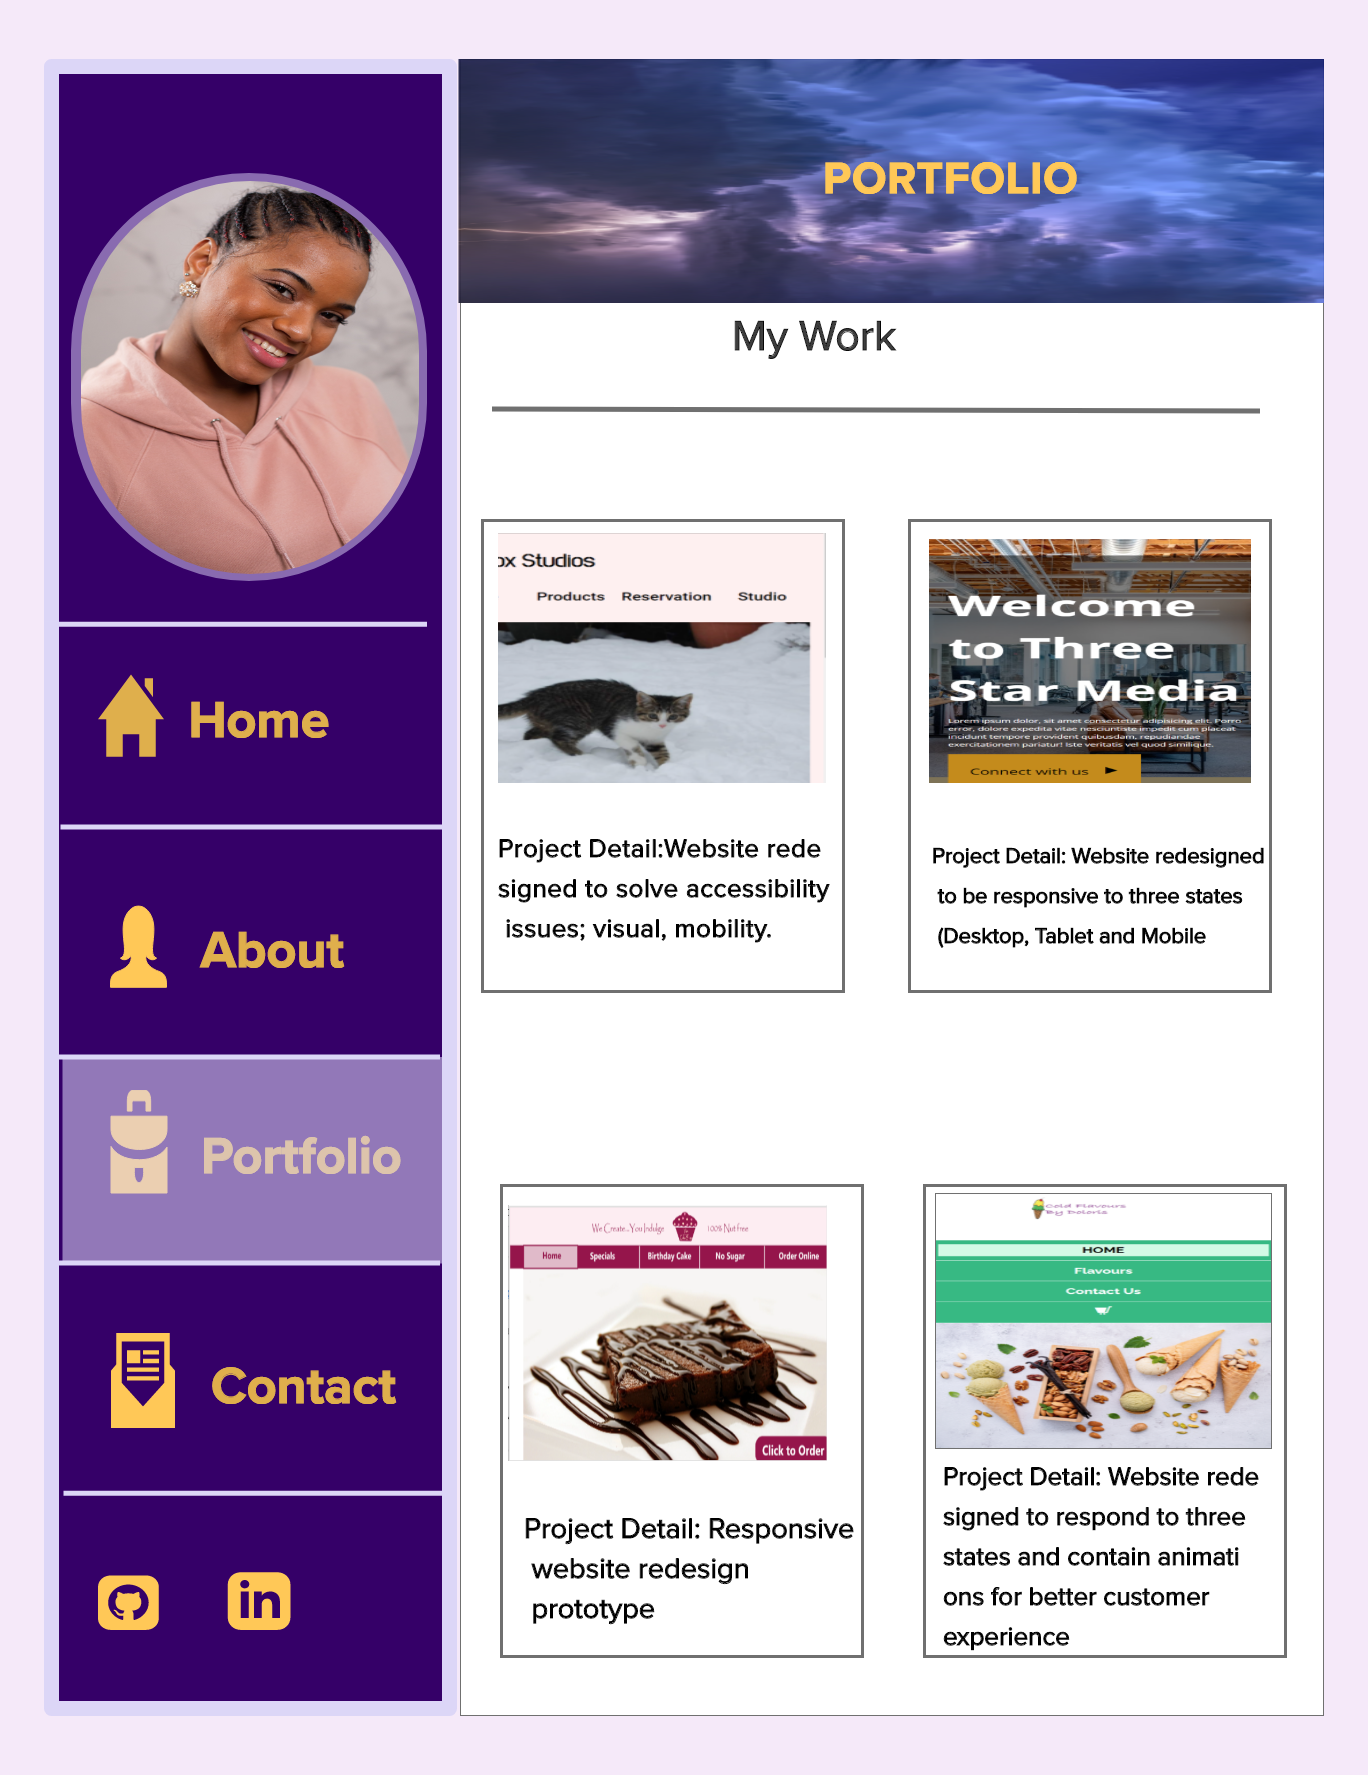 PORTFOLIO
My Work
Home
About
Portfolio
Contact
in
ox Studios
Products Reservation Studio
Project Detail:Website rede
signed to solve accessibility
issues; visual, mobility.
Welcome
to Three
Star Media
Lorem ipsum dolor, sit amet consectetur adipisicing elit. Porro
error, dolore expedita vitae nesciuntiste impedit cum placeat
incidunt tempore provident quibusdam, repudiandae
exercitationem pariatur! Iste veritatis vel quod similique.
Connect with us
Project Detail: Website redesigned
to be responsive to three states
(Desktop, Tablet and Mobile
We Create...You Indulge 100% Nut Free
Home Specials Birthday Cake No Sugar Order Online
Click to Order
Project Detail: Responsive
website redesign
prototype
Cold Flavours
By Doloris
HOME
Flavours
Contact Us
Project Detail: Website rede
signed to respond to three
states and contain animati
ons for better customer
experience